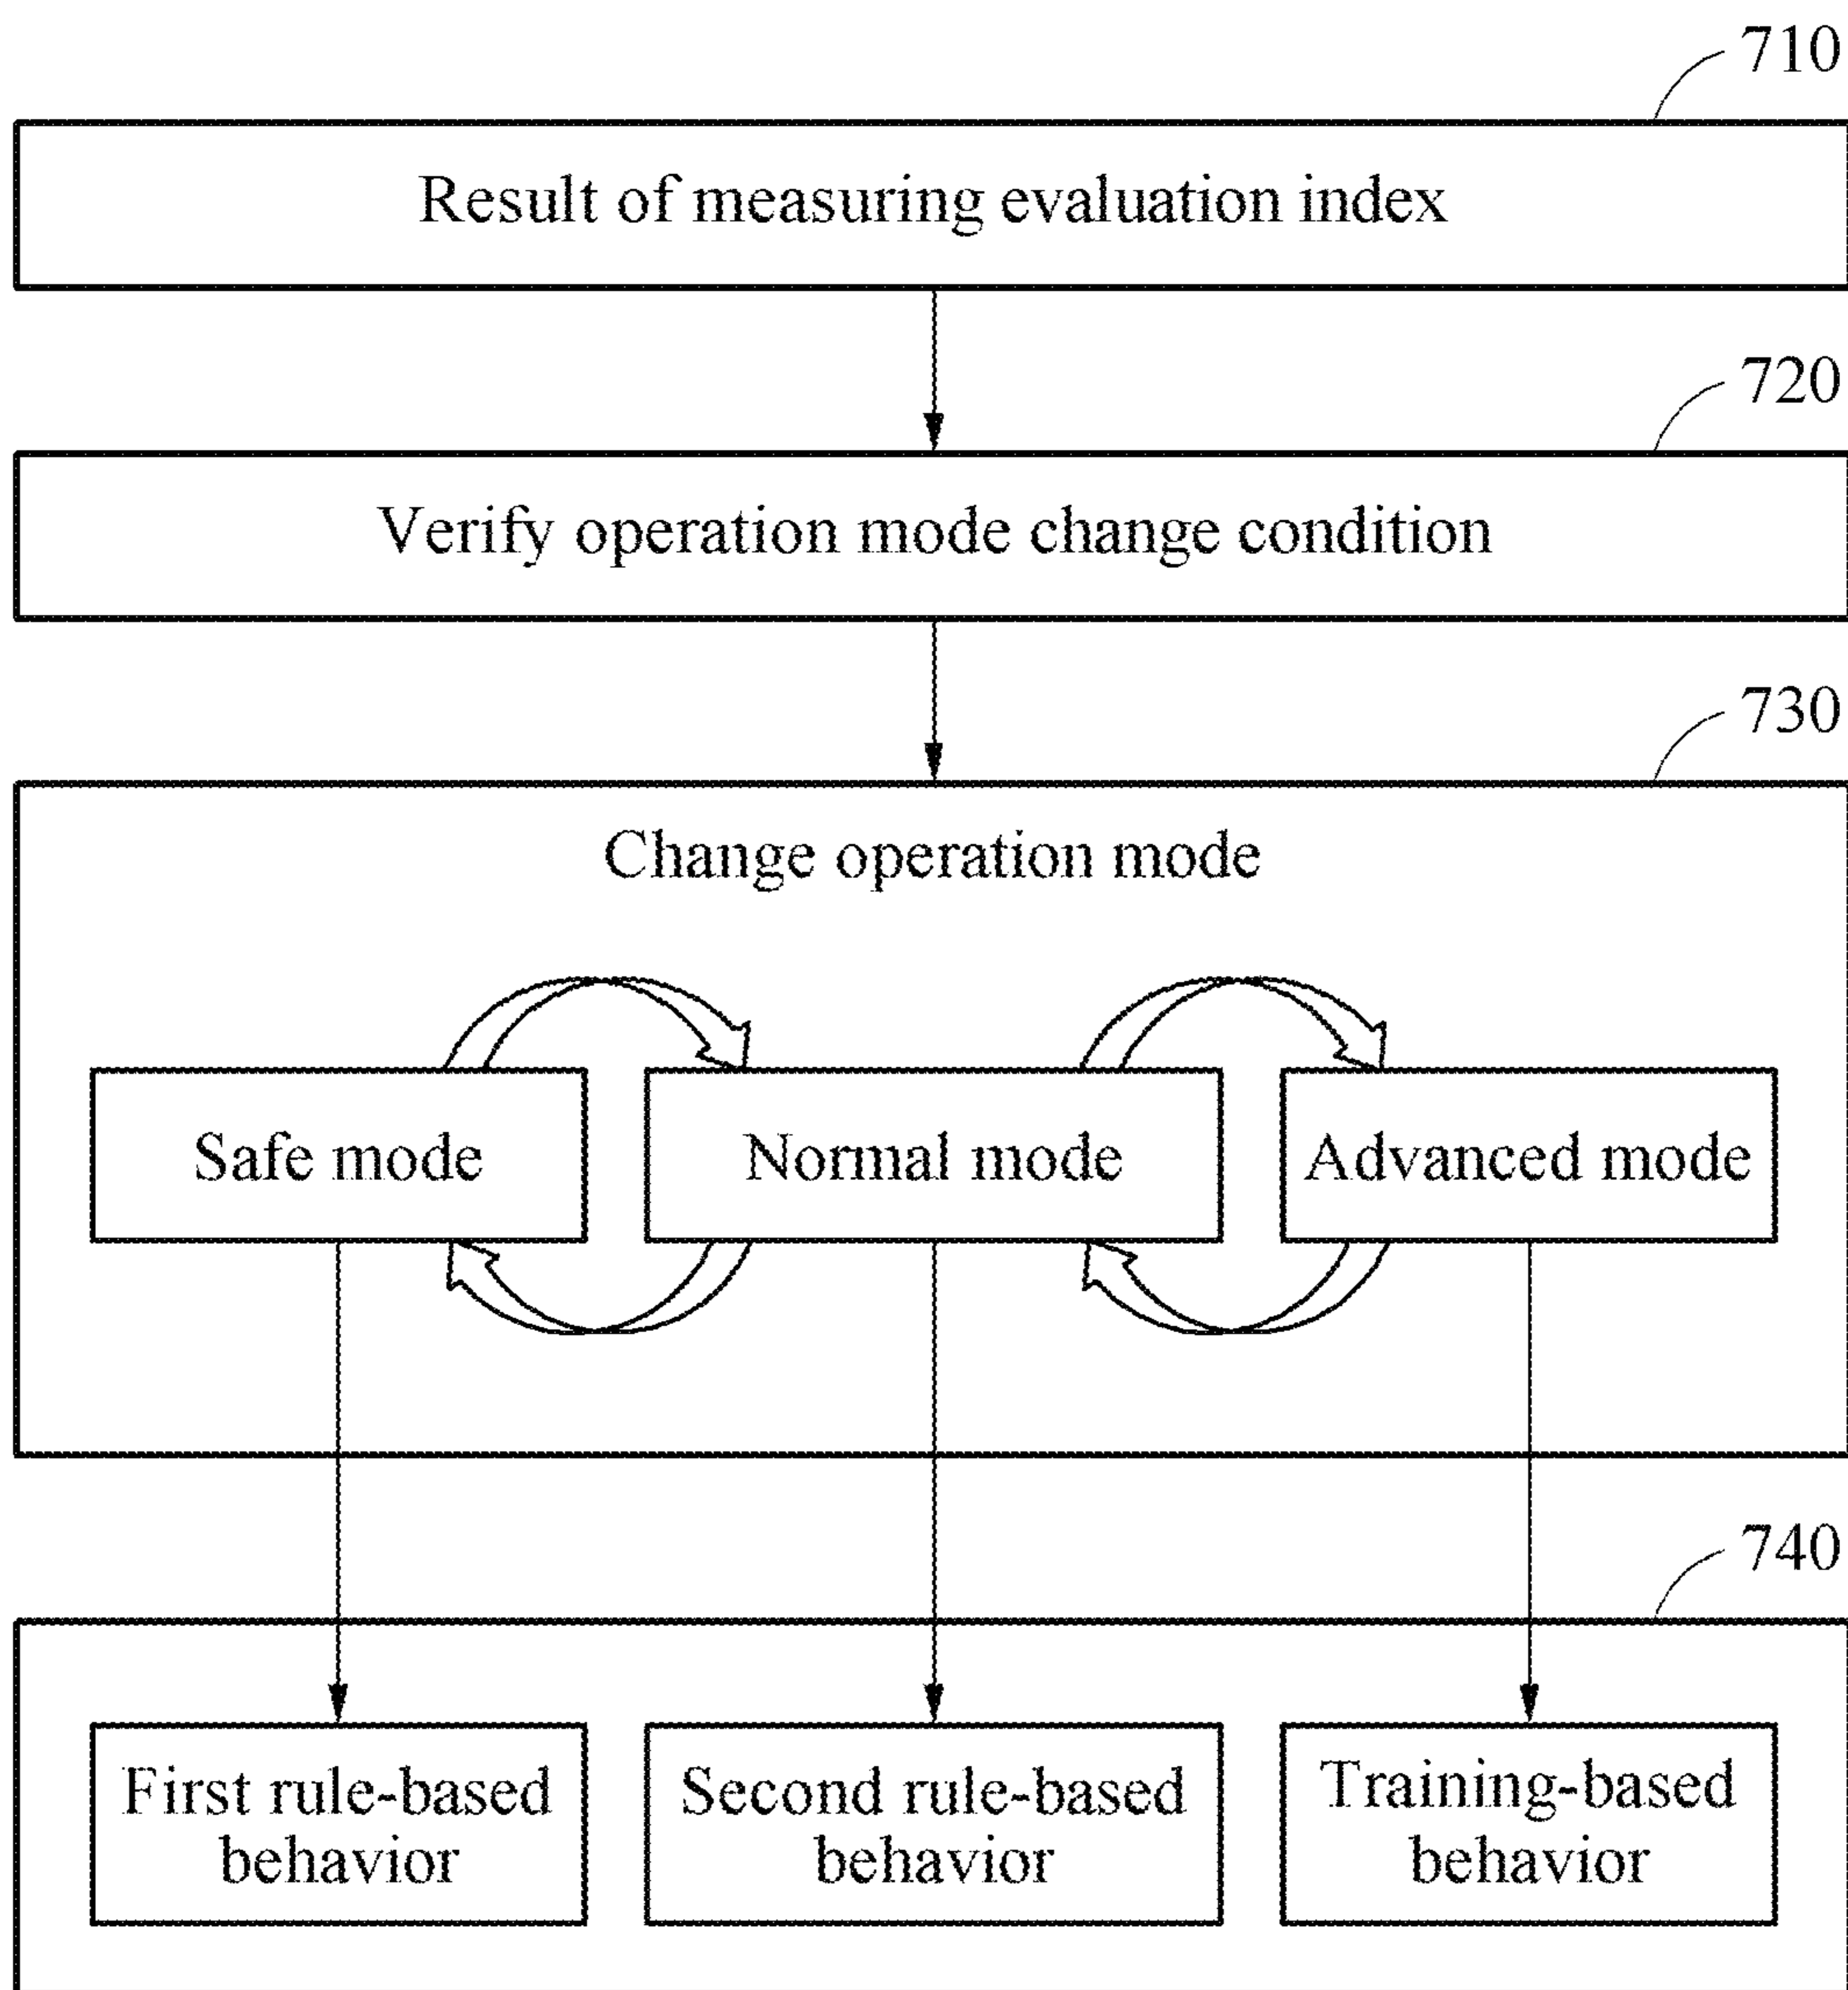 710
Result of measuring evaluation index
720
Verify operation mode change condition
730
Change operation mode
Safe mode
Normal mode
Advanced mode
740
First rule-based
behavior
Second rule-based
behavior
Training-based
behavior